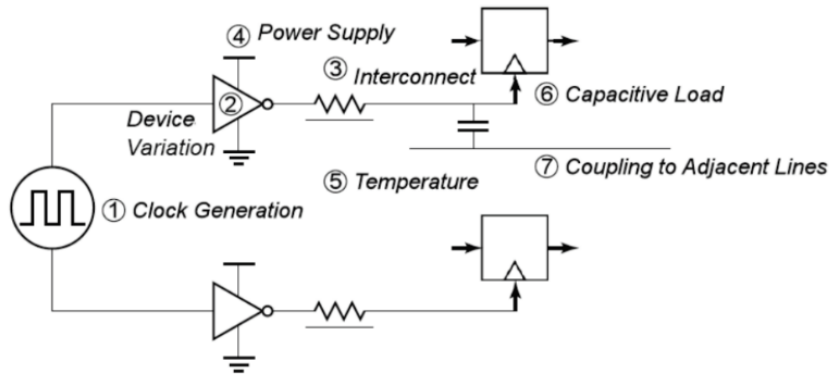 ④ Power Supply
③ Interconnect
②
Device
Variation
⑥ Capacitive Load
⑦ Coupling to Adjacent Lines
⑤ Temperature
① Clock Generation